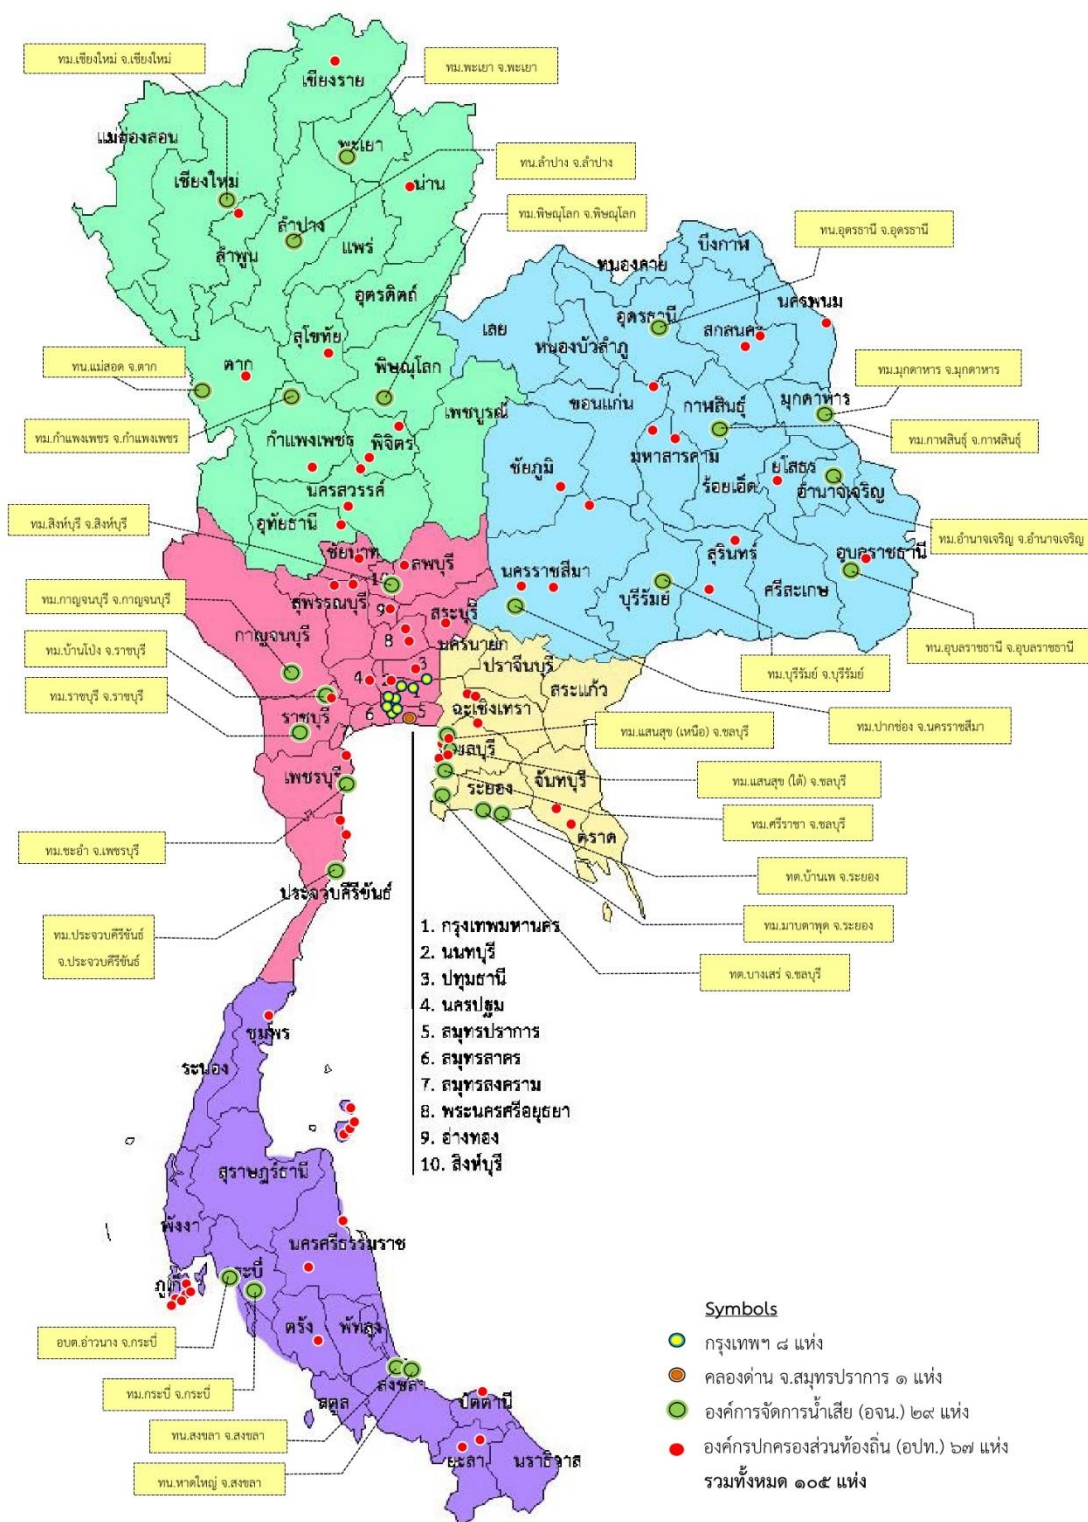 ทม.เชียงใหม่ จ.เชียงใหม่
ทม.พะเยา จ.พะเยา
เชียงราย
แม่ฮ่องสอน
พะเยา
ทน.ลำปาง จ.ลำปาง
เชียงใหม่
น่าน
ทม.พิษณุโลก จ.พิษณุโลก
ลำปาง
ทน.อุดรธานี จ.อุดรธานี
ลำพูน
แพร่
บึงกาฬ
หนองคาย
อุตรดิตถ์
นครพนม
อุดรธานี
เลย
สกลนคร
สุโขทัย
หนองบัวลำภู
ทน.แม่สอด จ.ตาก
ตาก
พิษณุโลก
ทม.มุกดาหาร จ.มุกดาหาร
ขอนแก่น
กาฬสินธุ์
มุกดาหาร
เพชรบูรณ์
ทม.กำแพงเพชร จ.กำแพงเพชร
ทม.กาฬสินธุ์ จ.กาฬสินธุ์
กำแพงเพชร
พิจิตร
มหาสารคาม
ชัยภูมิ
ยโสธร
ร้อยเอ็ด
อำนาจเจริญ
นครสวรรค์
ทม.สิงห์บุรี จ.สิงห์บุรี
อุทัยธานี
ทม.อำนาจเจริญ จ.อำนาจเจริญ
ชัยนาท
ลพบุรี
สุรินทร์
อุบลราชธานี
10
นครราชสีมา
ศรีสะเกษ
สุพรรณบุรี
บุรีรัมย์
ทม.กาญจนบุรี จ.กาญจนบุรี
9
สระบุรี
กาญจนบุรี
8
นครนายก
ทม.บ้านโป่ง จ.ราชบุรี
ปราจีนบุรี
ทน.อุบลราชธานี จ.อุบลราชธานี
3
ทม.บุรีรัมย์ จ.บุรีรัมย์
4
2
1
สระแก้ว
ทม.ราชบุรี จ.ราชบุรี
ฉะเชิงเทรา
6
5
ราชบุรี
ทม.แสนสุข (เหนือ) จ.ชลบุรี
ทม.ปากช่อง จ.นครราชสีมา
ชลบุรี
เพชรบุรี
จันทบุรี
ทม.แสนสุข (ใต้) จ.ชลบุรี
ระยอง
ทม.ศรีราชา จ.ชลบุรี
ตราด
ทม.ชะอำ จ.เพชรบุรี
ทต.บ้านเพ จ.ระยอง
ประจวบคีรีขันธ์
ทม.มาบตาพุด จ.ระยอง
ทม.ประจวบคีรีขันธ์
จ.ประจวบคีรีขันธ์
ทต.บางเสร่ จ.ชลบุรี
1. กรุงเทพมหานคร
2. นนทบุรี
3. ปทุมธานี
4. นครปฐม
5. สมุทรปราการ
6. สมุทรสาคร
7. สมุทรสงคราม
8. พระนครศรีอยุธยา
9. อ่างทอง
10. สิงห์บุรี
ชุมพร
ระนอง
สุราษฎร์ธานี
พังงา
นครศรีธรรมราช
กระบี่
ภูเก็ต
ตรัง
พัทลุง
อบต.อ่าวนาง จ.กระบี่
ทม.กระบี่ จ.กระบี่
สงขลา
สตูล
ปัตตานี
ทน.สงขลา จ.สงขลา
ยะลา
นราธิวาส
ทน.หาดใหญ่ จ.สงขลา
Symbols
กรุงเทพฯ ๘ แห่ง
คลองด่าน จ.สมุทรปราการ ๑ แห่ง
องค์การจัดการน้ำเสีย (อจน.) ๒๙ แห่ง
องค์กรปกครองส่วนท้องถิ่น (อปท.) ๖๗ แห่ง
รวมทั้งหมด ๑๐๕ แห่ง